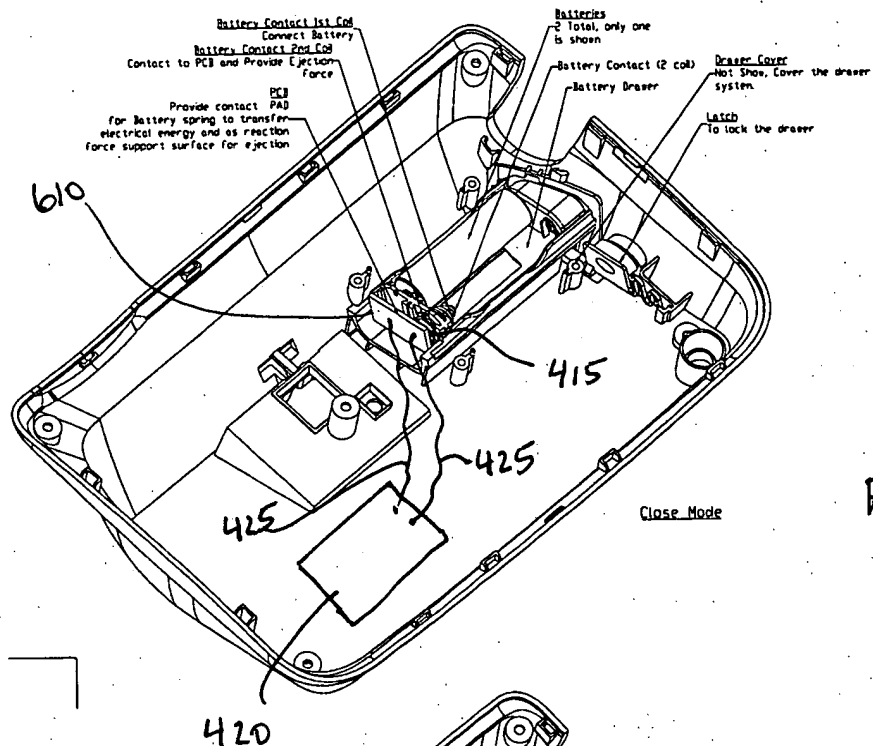 Battery Contact 1st Coil
Connect Battery
Battery Contact 2nd Coil
Contact to PCB and Provide Ejection
Force
PCB
Provide contact PAD
for Battery spring to transfer
electrical energy and as reaction
force support surface for ejection
Batteries
2 Total, only one
is shown
Battery Contact (2 coil)
Battery Drawer
Drawer Cover
Not Show, Cover the drawer
system
Latch
To lock the drawer
610
415
425
425
Close Mode
420